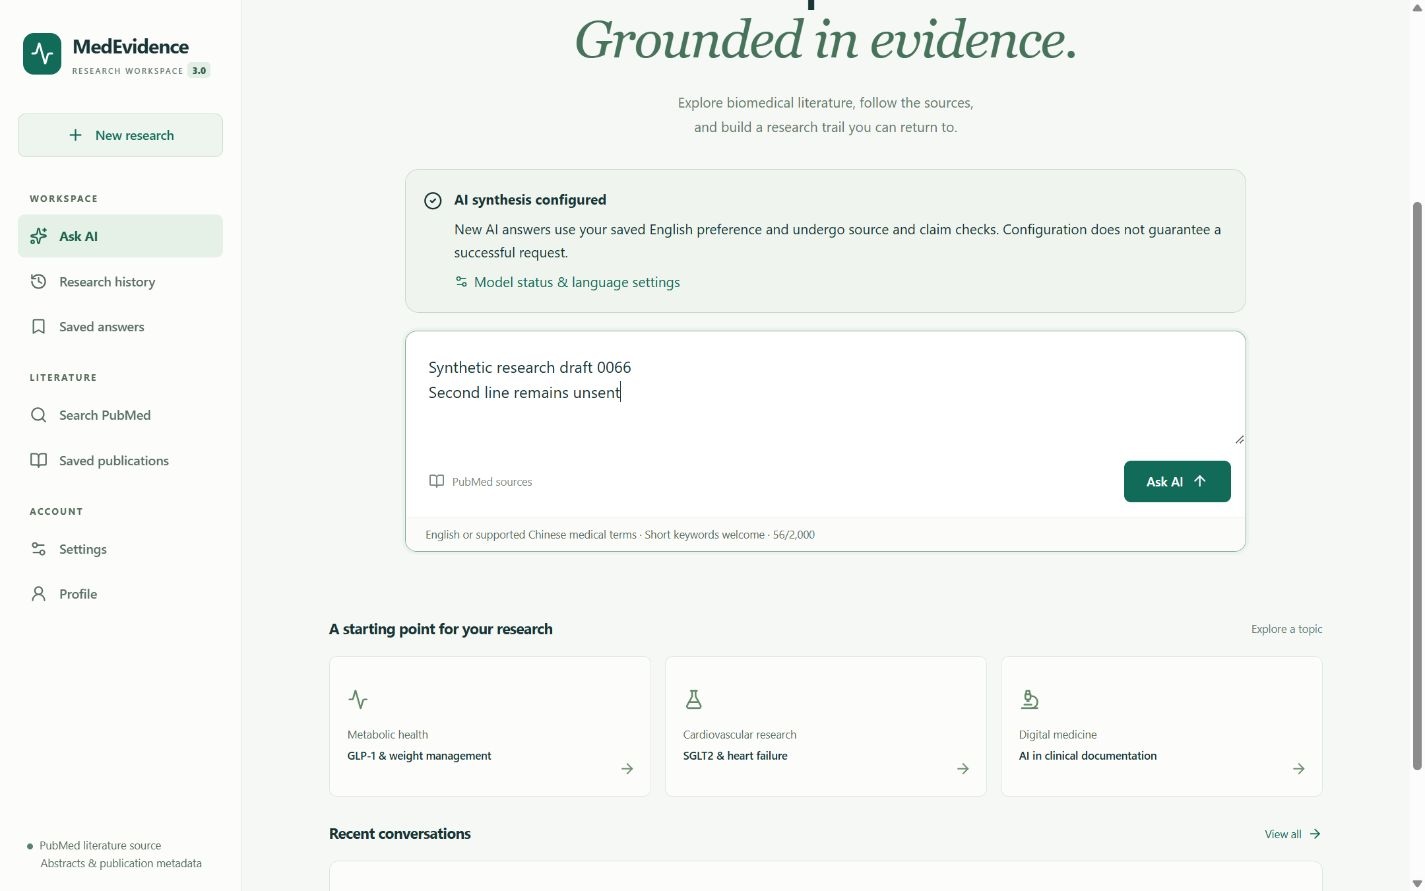 MedEvidence
RESEARCH WORKSPACE 3.0
New research
WORKSPACE
Ask AI
Research history
Saved answers
LITERATURE
Search PubMed
Saved publications
ACCOUNT
Settings
Profile
PubMed literature source
Abstracts & publication metadata
Grounded in evidence.
Explore biomedical literature, follow the sources,
and build a research trail you can return to.
AI synthesis configured
New AI answers use your saved English preference and undergo source and claim checks. Configuration does not guarantee a
successful request.
Model status & language settings
Synthetic research draft 0066
Second line remains unsent
PubMed sources
Ask AI
English or supported Chinese medical terms · Short keywords welcome · 56/2,000
A starting point for your research
Explore a topic
Metabolic health
GLP-1 & weight management
Cardiovascular research
SGLT2 & heart failure
Digital medicine
AI in clinical documentation
Recent conversations
View all